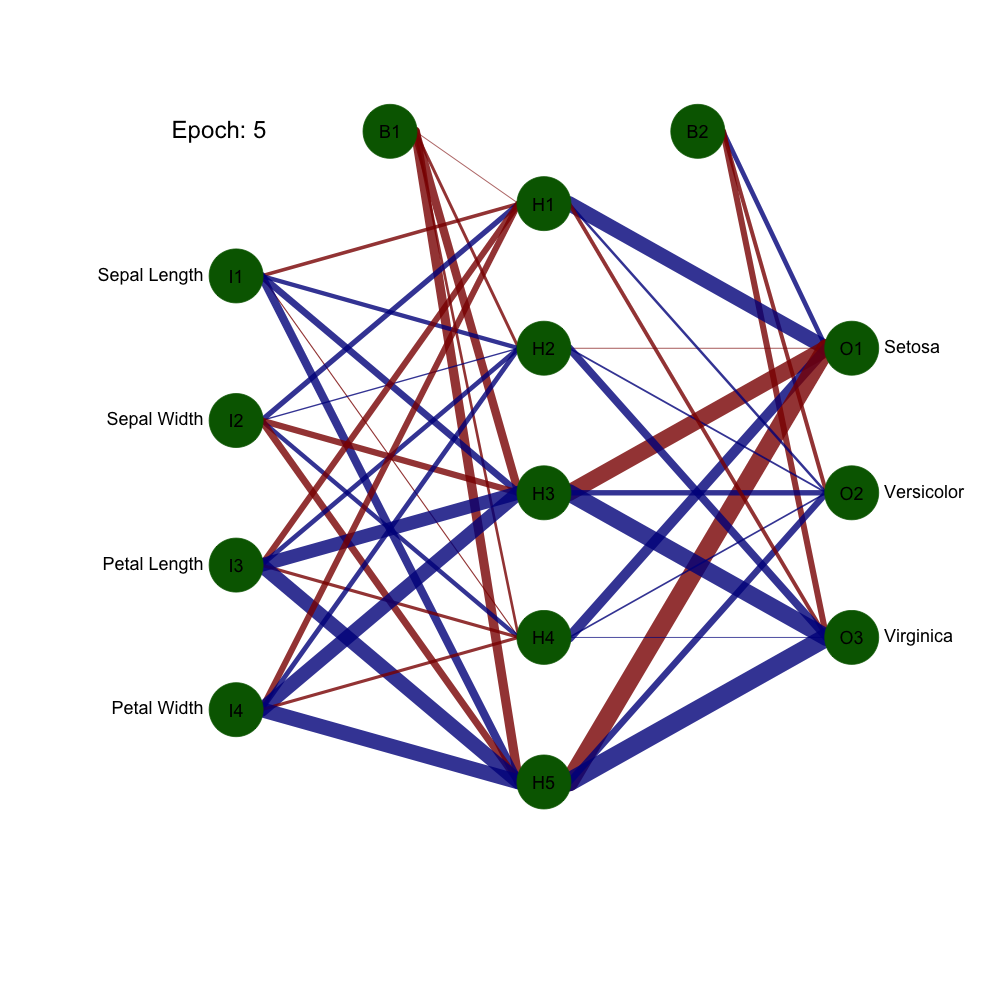 Epoch: 5
B1
B2
H1
Sepal Length
I1
H2
O1
Setosa
Sepal Width
I2
H3
O2
Versicolor
Petal Length
I3
H4
O3
Virginica
Petal Width
I4
H5